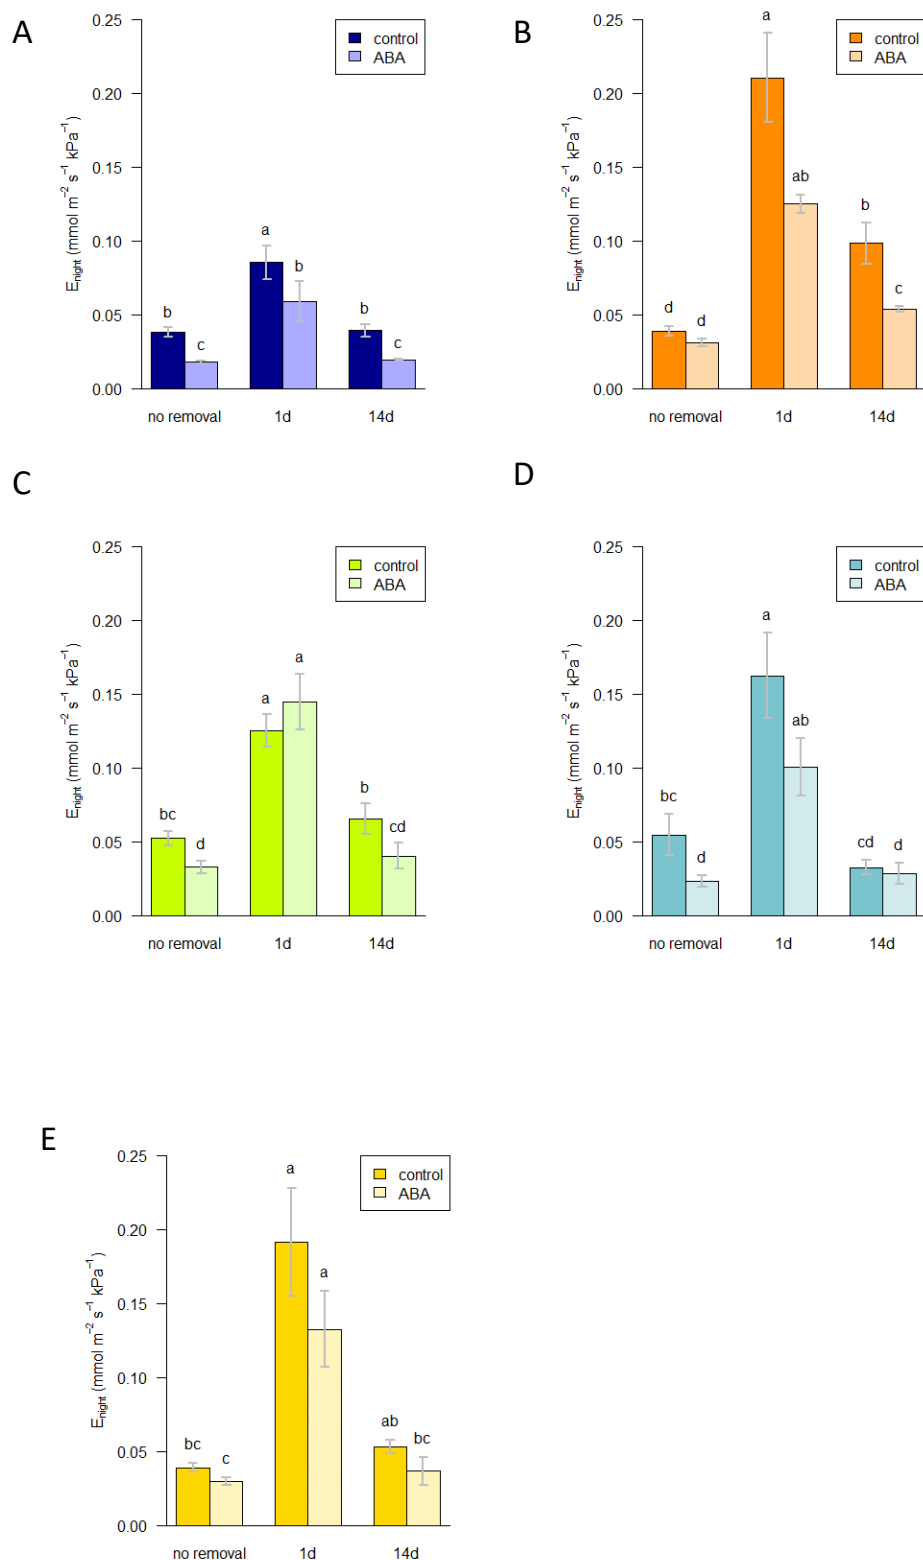 A
E_night (mmol m⁻² s⁻¹ kPa⁻¹)
0.25
0.20
0.15
0.10
0.05
0.00
control
ABA
b
c
a
b
b
c
no removal
1d
14d
B
E_night (mmol m⁻² s⁻¹ kPa⁻¹)
0.25
0.20
0.15
0.10
0.05
0.00
control
ABA
d
d
a
ab
b
c
no removal
1d
14d
C
E_night (mmol m⁻² s⁻¹ kPa⁻¹)
0.25
0.20
0.15
0.10
0.05
0.00
control
ABA
bc
d
a
a
b
cd
no removal
1d
14d
D
E_night (mmol m⁻² s⁻¹ kPa⁻¹)
0.25
0.20
0.15
0.10
0.05
0.00
control
ABA
bc
d
a
ab
cd
d
no removal
1d
14d
E
E_night (mmol m⁻² s⁻¹ kPa⁻¹)
0.25
0.20
0.15
0.10
0.05
0.00
control
ABA
bc
c
a
a
ab
bc
no removal
1d
14d